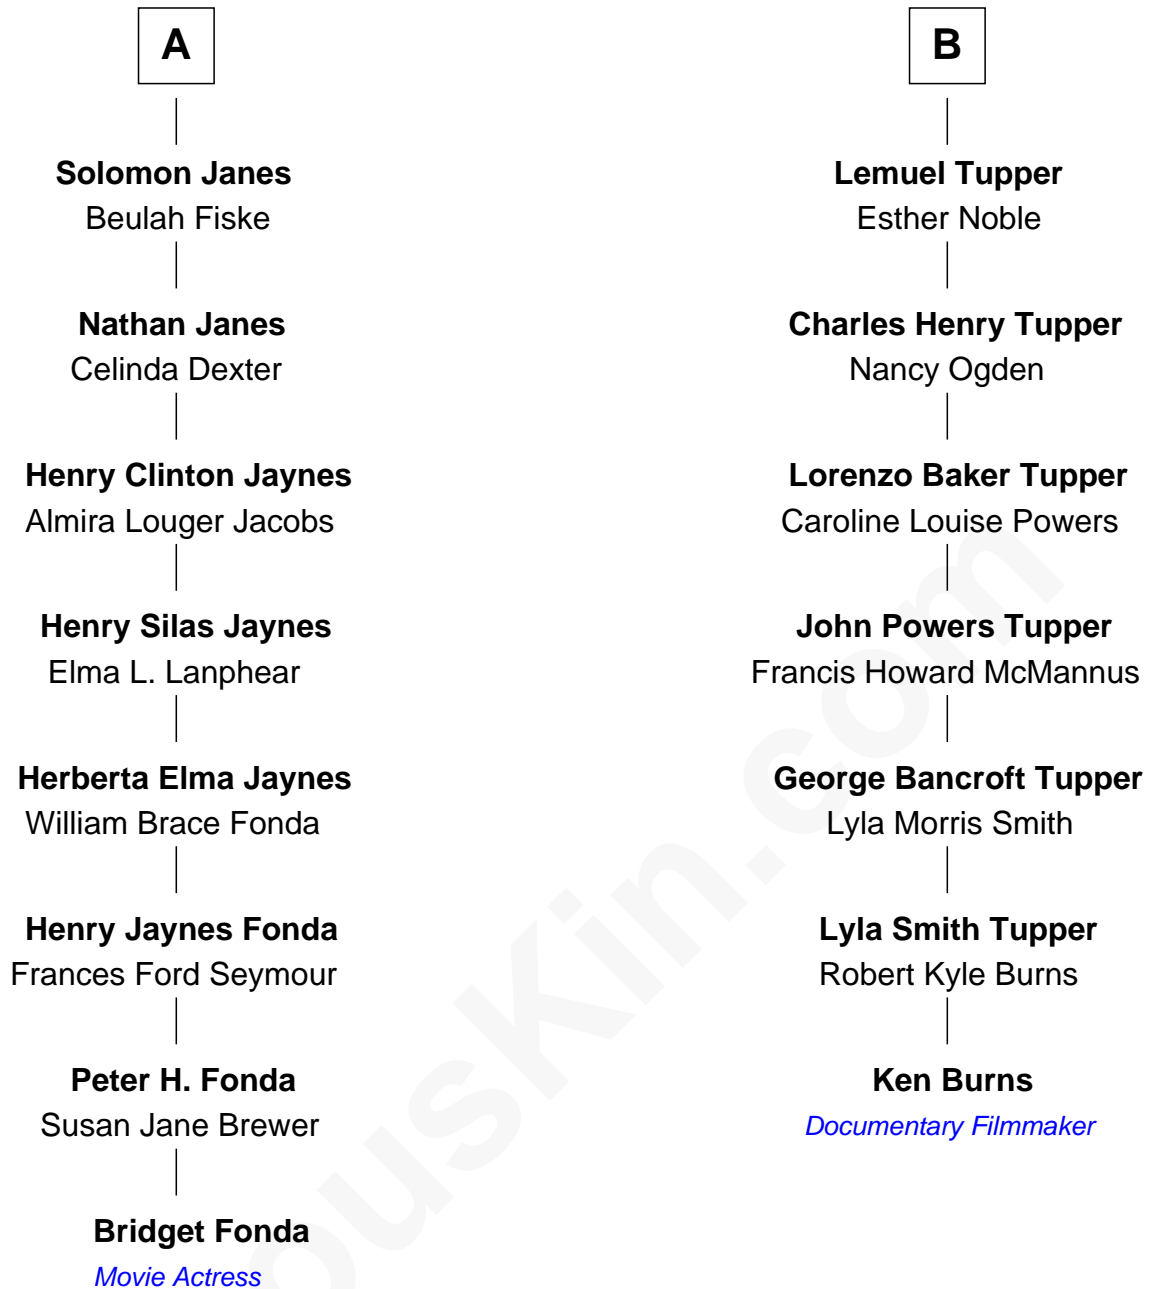 A
Solomon Janes
Beulah Fiske
Nathan Janes
Celinda Dexter
Henry Clinton Jaynes
Almira Louger Jacobs
Henry Silas Jaynes
Elma L. Lanphear
Herberta Elma Jaynes
William Brace Fonda
Henry Jaynes Fonda
Frances Ford Seymour
Peter H. Fonda
Susan Jane Brewer
Bridget Fonda
Movie Actress
B
Lemuel Tupper
Esther Noble
Charles Henry Tupper
Nancy Ogden
Lorenzo Baker Tupper
Caroline Louise Powers
John Powers Tupper
Francis Howard McMannus
George Bancroft Tupper
Lyla Morris Smith
Lyla Smith Tupper
Robert Kyle Burns
Ken Burns
Documentary Filmmaker
ousKin.com